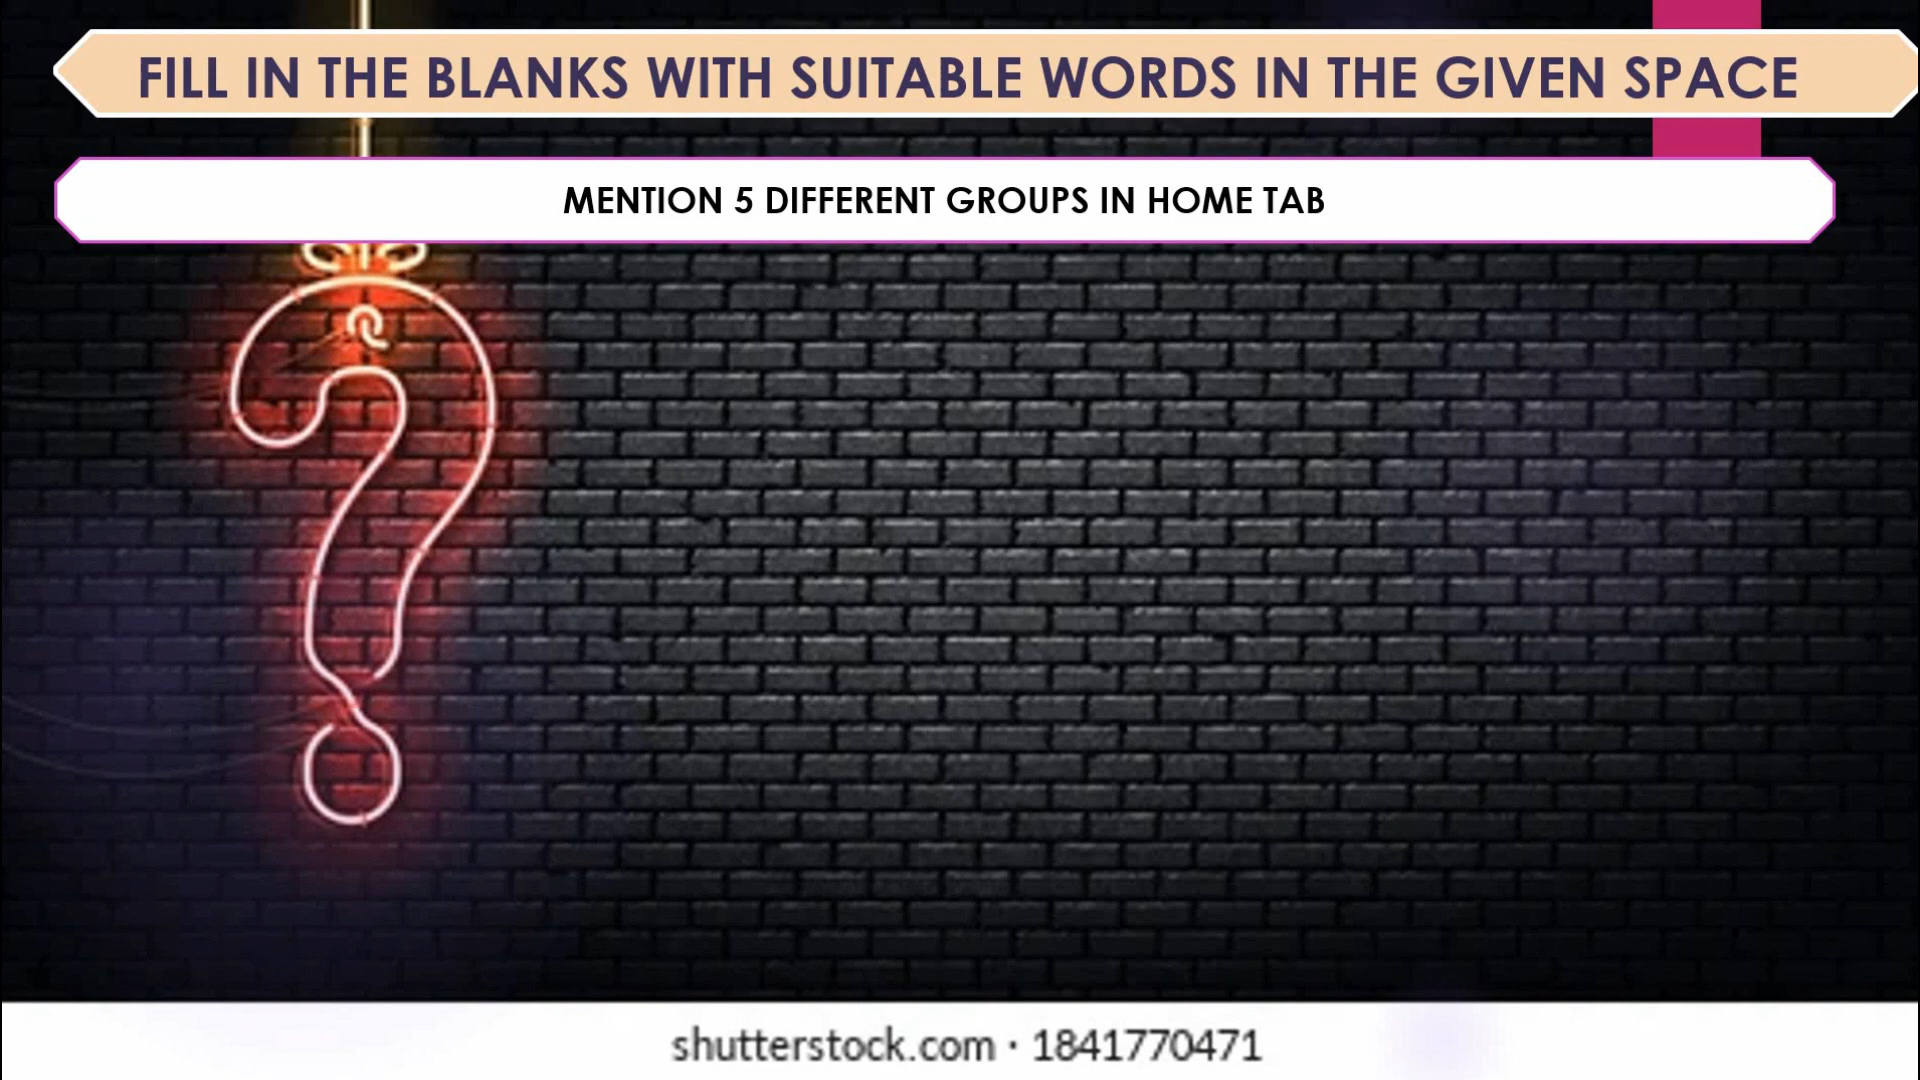 FILL IN THE BLANKS WITH SUITABLE WORDS IN THE GIVEN SPACE
MENTION 5 DIFFERENT GROUPS IN HOME TAB
shutterstock.com · 1841770471